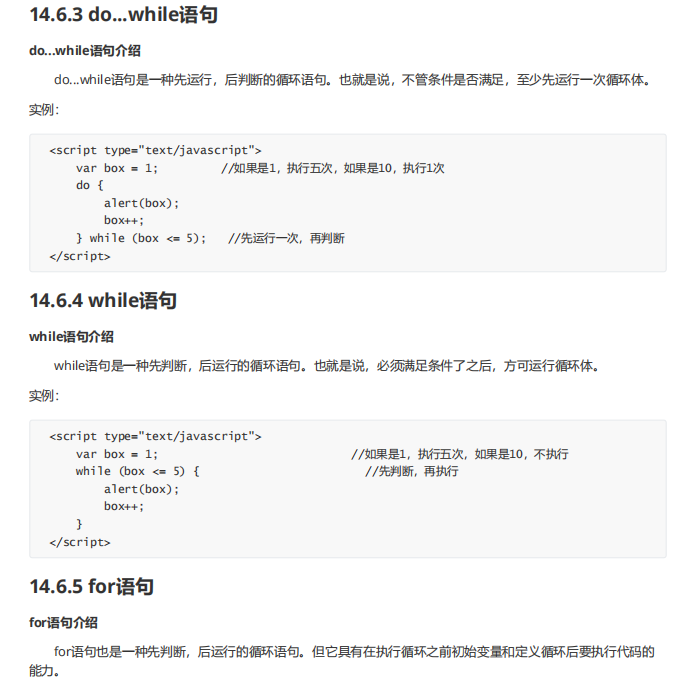 14.6.3 do...while语句
do...while语句介绍
do...while语句是一种先运行，后判断的循环语句。也就是说，不管条件是否满足，至少先运行一次循环体。
实例：
<script type="text/javascript">
    var box = 1;         //如果是1，执行五次，如果是10，执行1次
    do {
        alert(box);
        box++;
    } while (box <= 5);   //先运行一次，再判断
</script>
14.6.4 while语句
while语句介绍
while语句是一种先判断，后运行的循环语句。也就是说，必须满足条件了之后，方可运行循环体。
实例：
<script type="text/javascript">
    var box = 1;                            //如果是1，执行五次，如果是10，不执行
    while (box <= 5) {                        //先判断，再执行
        alert(box);
        box++;
    }
</script>
14.6.5 for语句
for语句介绍
for语句也是一种先判断，后运行的循环语句。但它具有在执行循环之前初始变量和定义循环后要执行代码的
能力。